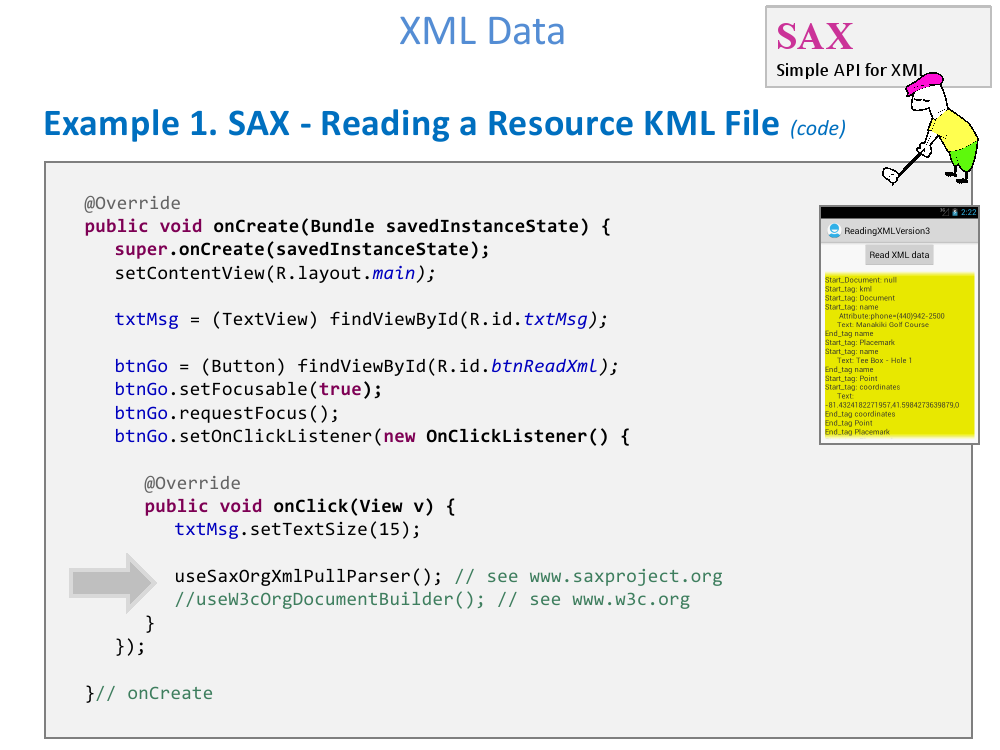 XML Data
SAX
Simple API for XML
Example 1. SAX - Reading a Resource KML File (code)
@Override
public void onCreate(Bundle savedInstanceState) {
super.onCreate(savedInstanceState);
setContentView(R.layout.main);
txtMsg = (TextView) findViewById(R.id.txtMsg);
btnGo = (Button) findViewById(R.id.btnReadXml);
btnGo.setFocusable(true);
btnGo.requestFocus();
btnGo.setOnClickListener(new OnClickListener() {
@Override
public void onClick(View v) {
txtMsg.setTextSize(15);
useSaxOrgXmlPullParser(); // see www.saxproject.org
//useW3cOrgDocumentBuilder(); // see www.w3c.org
}
});
}// onCreate
2:22
ReadingXMLVersion3
Read XML data
Start_Document: null
Start_tag: kml
Start_tag: Document
Start_tag: name
Attribute:phone=(440)942-2500
Text: Manakiki Golf Course
End_tag name
Start_tag: Placemark
Start_tag: name
Text: Tee Box - Hole 1
End_tag name
Start_tag: Point
Start_tag: coordinates
Text:
-81.4324182271957,41.5984273639879,0
End_tag coordinates
End_tag Point
End_tag Placemark